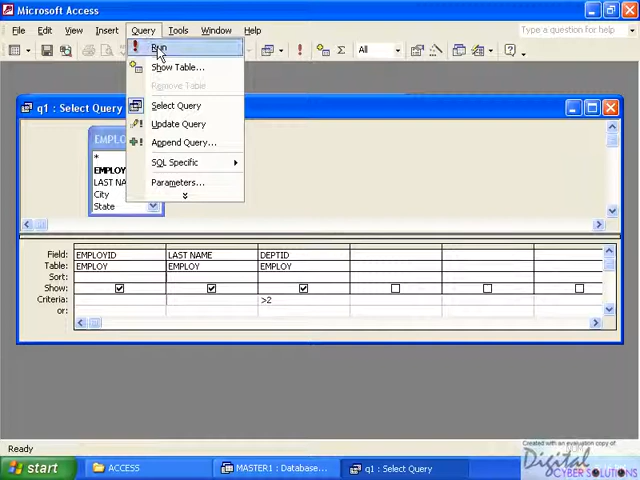 Microsoft Access
File Edit View Insert Query Tools Window Help
Type a question for help
All
Run
Show Table...
Remove Table
Select Query
Update Query
Append Query...
SQL Specific
Parameters...
q1 : Select Query
EMPLO
*
EMPLOY
LAST NA
City
State
Field: EMPLOYID LAST NAME DEPTID
Table: EMPLOY EMPLOY EMPLOY
Sort:
Show:
Criteria: >2
or:
Ready
Created with an evaluation copy of
Digital
CYBER SOLUTIONS
start
ACCESS
MASTER1 : Database...
q1 : Select Query